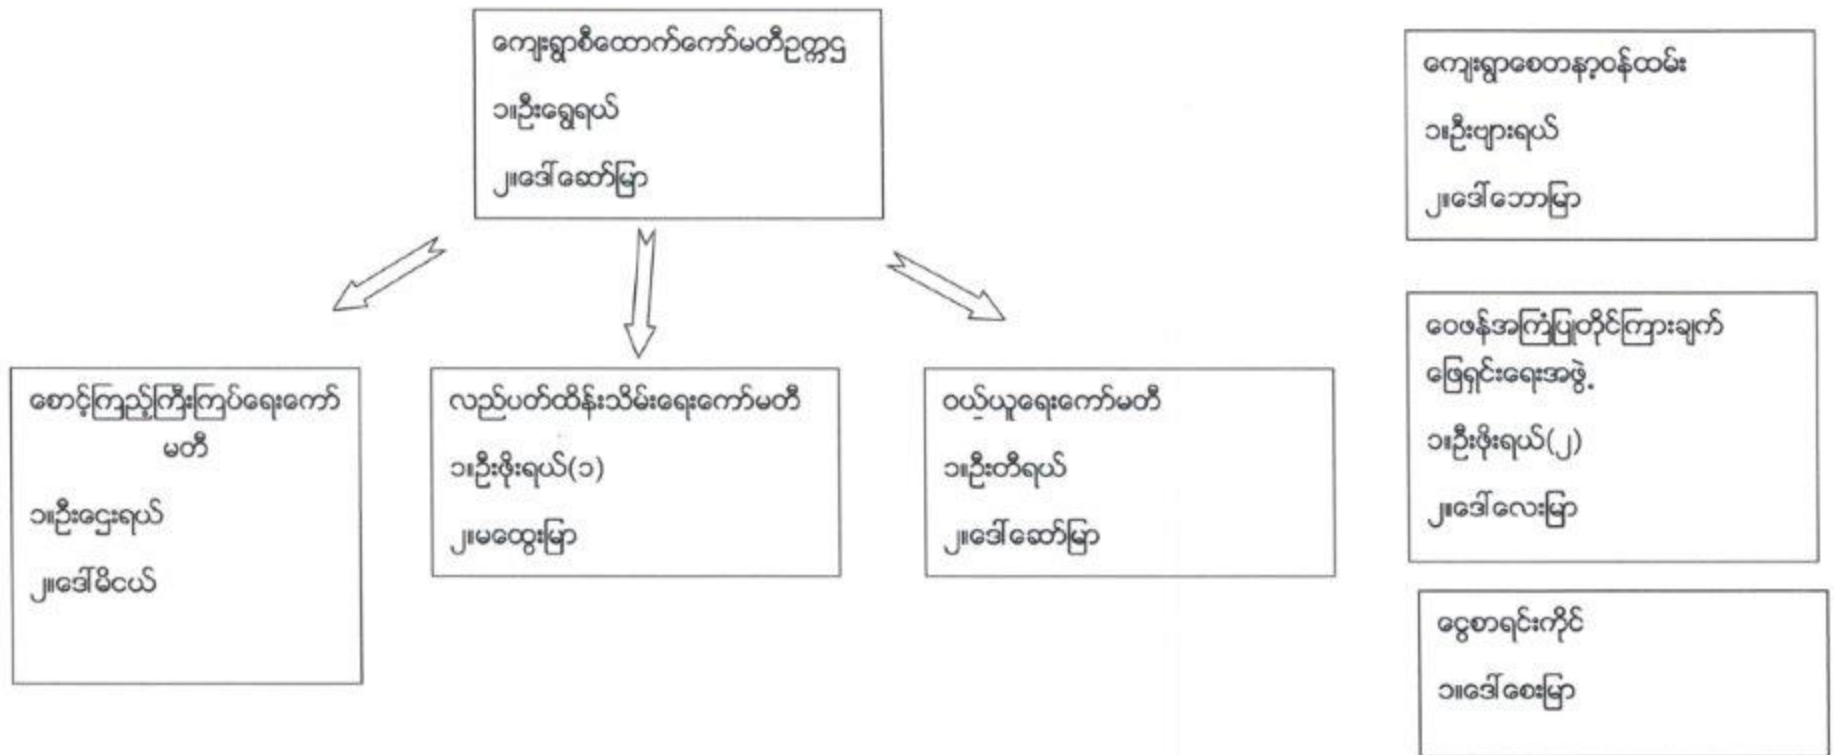 ကျေးရွာစီထောက်ကော်မတီဥက္ကဌ
၁။ဦးရွှေရယ်
၂။ဒေါ်ဆော်မြာ
ကျေးရွာစေတနာ့ဝန်ထမ်း
၁။ဦးဗျားရယ်
၂။ဒေါ်ဘောမြာ
စောင့်ကြည့်ကြီးကြပ်ရေးကော်
မတီ
၁။ဦးဌေးရယ်
၂။ဒေါ်မိငယ်
လည်ပတ်ထိန်းသိမ်းရေးကော်မတီ
၁။ဦးဖိုးရယ်(၁)
၂။မထွေးမြာ
ဝယ်ယူရေးကော်မတီ
၁။ဦးတီရယ်
၂။ဒေါ်ဆော်မြာ
ဝေဖန်အကြံပြုတိုင်ကြားချက်
ဖြေရှင်းရေးအဖွဲ့
၁။ဦးဖိုးရယ်(၂)
၂။ဒေါ်လေးမြာ
ငွေစာရင်းကိုင်
၁။ဒေါ်စေးမြာ